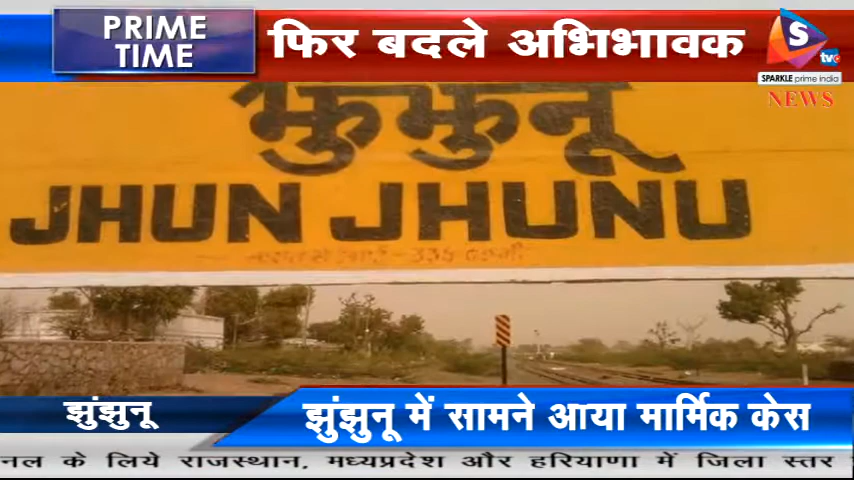 PRIME
TIME
फिर बदले अभिभावक
S
tv
SPARKLE prime india
NEWS
झुंझुनू
JHUN JHUNU
झुंझुनू
झुंझुनू में सामने आया मार्मिक केस
नल के लिये राजस्थान, मध्यप्रदेश और हरियाणा में जिला स्तर